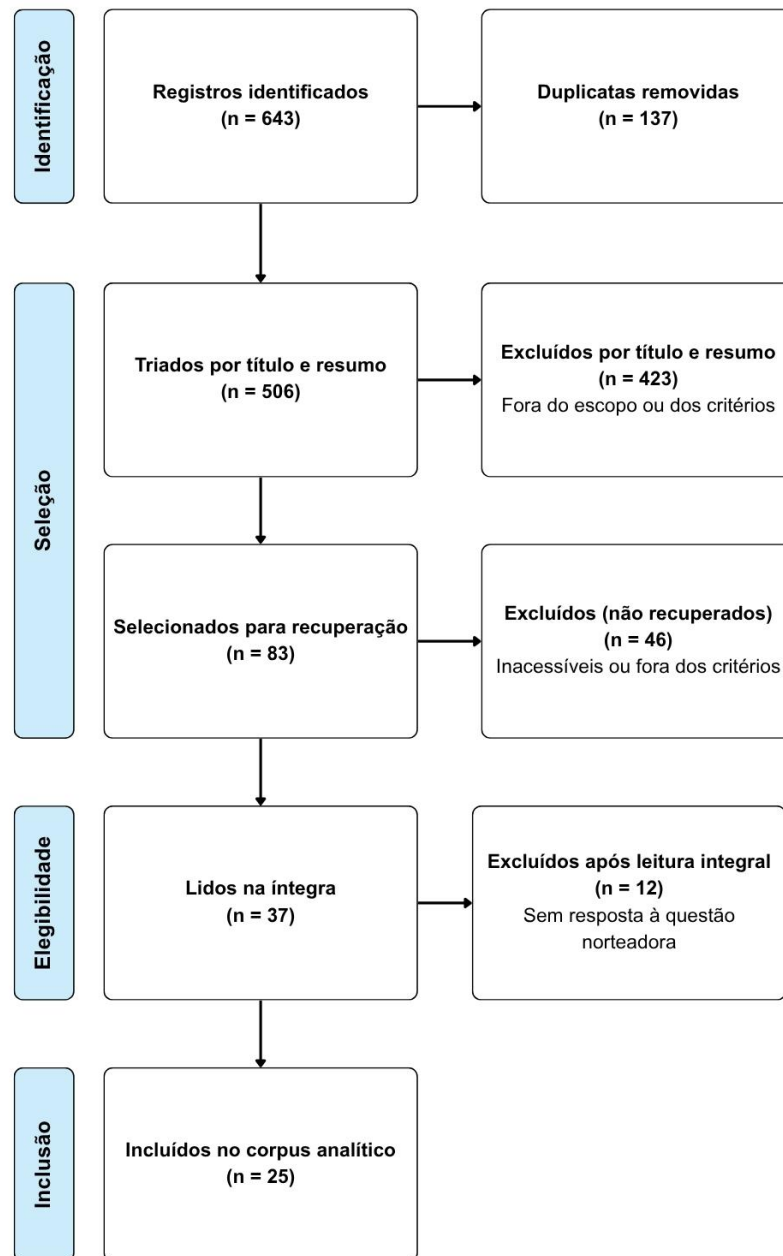 Identificação
Registros identificados
(n = 643)
Duplicatas removidas
(n = 137)
Seleção
Triados por título e resumo
(n = 506)
Excluídos por título e resumo
(n = 423)
Fora do escopo ou dos critérios
Selecionados para recuperação
(n = 83)
Excluídos (não recuperados)
(n = 46)
Inacessíveis ou fora dos critérios
Elegibilidade
Lidos na íntegra
(n = 37)
Excluídos após leitura integral
(n = 12)
Sem resposta à questão
norteadora
Inclusão
Incluídos no corpus analítico
(n = 25)